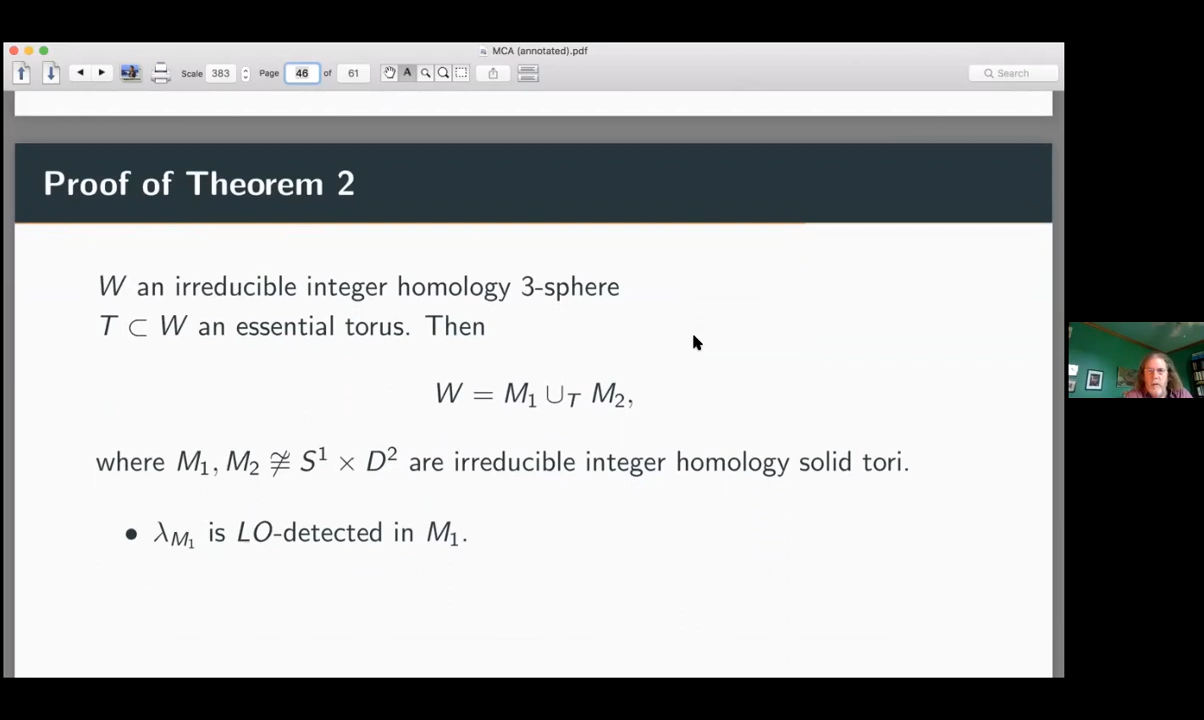 MCA (annotated).pdf
Scale 383 Page 46 of 61 Search
Proof of Theorem 2
W an irreducible integer homology 3-sphere
T ⊂ W an essential torus. Then
W = M₁ ∪_T M₂,
where M₁, M₂ ≇ S¹ × D² are irreducible integer homology solid tori.
• λ_{M₁} is LO-detected in M₁.